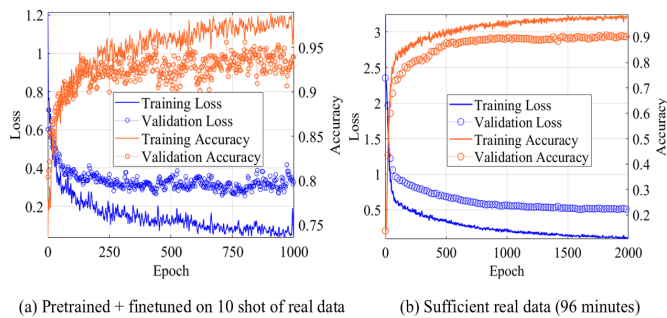 1.2
1
0.8
0.6
0.4
0.2
Loss
0.95
0.9
0.85
0.8
0.75
Accuracy
Training Loss
Validation Loss
Training Accuracy
Validation Accuracy
0 250 500 750 1000
Epoch
(a) Pretrained + finetuned on 10 shot of real data
3
2.5
2
1.5
1
0.5
Loss
0.9
0.8
0.7
0.6
0.5
0.4
0.3
0.2
Accuracy
Training Loss
Validation Loss
Training Accuracy
Validation Accuracy
0 500 1000 1500 2000
Epoch
(b) Sufficient real data (96 minutes)